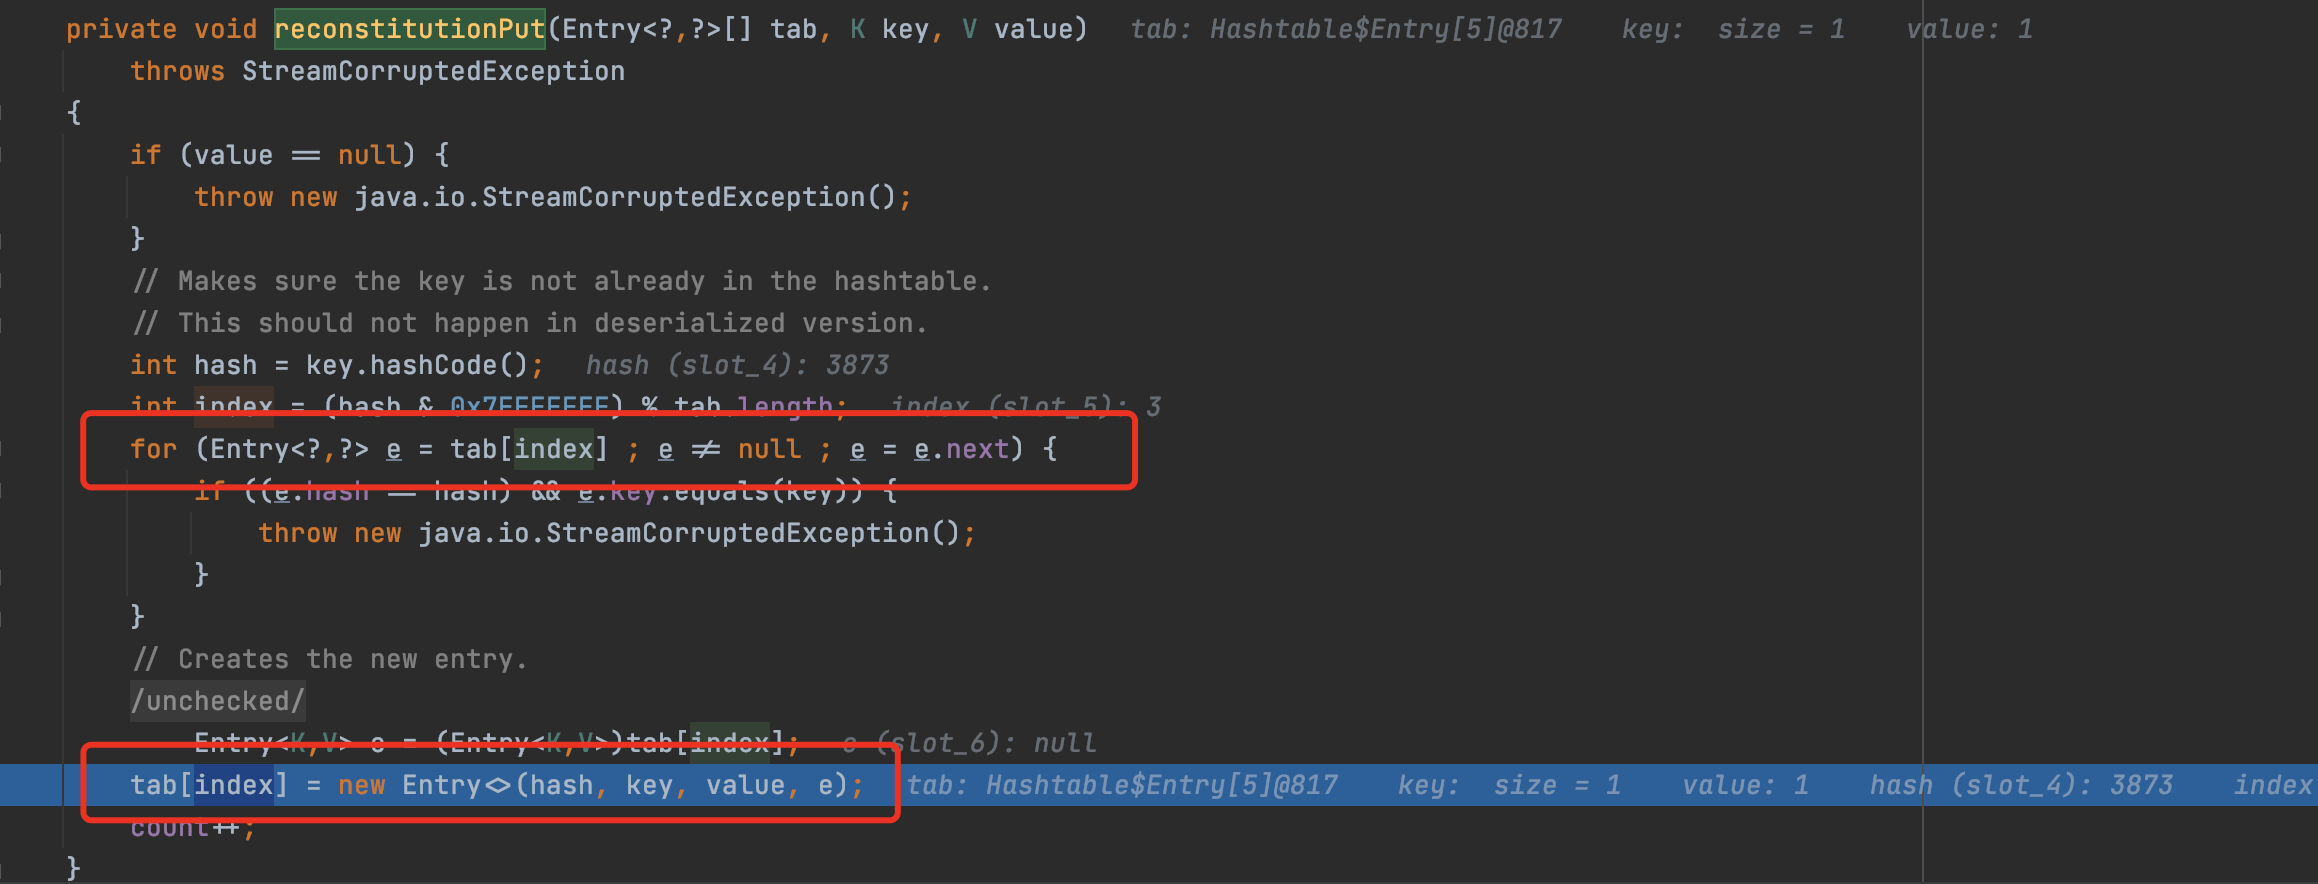 private void reconstitutionPut(Entry<?,?>[] tab, K key, V value)   tab: Hashtable$Entry[5]@817    key:  size = 1    value: 1
    throws StreamCorruptedException
{
    if (value == null) {
        throw new java.io.StreamCorruptedException();
    }
    // Makes sure the key is not already in the hashtable.
    // This should not happen in deserialized version.
    int hash = key.hashCode();   hash (slot_4): 3873
    int index = (hash & 0x7FFFFFFF) % tab.length;   index (slot_5): 3
    for (Entry<?,?> e = tab[index] ; e != null ; e = e.next) {
        if ((e.hash == hash) && e.key.equals(key)) {
            throw new java.io.StreamCorruptedException();
        }
    }
    // Creates the new entry.
    /unchecked/
        Entry<K,V> e = (Entry<K,V>)tab[index];   e (slot_6): null
    tab[index] = new Entry<>(hash, key, value, e);   tab: Hashtable$Entry[5]@817    key:  size = 1    value: 1    hash (slot_4): 3873    index
    count++;
}